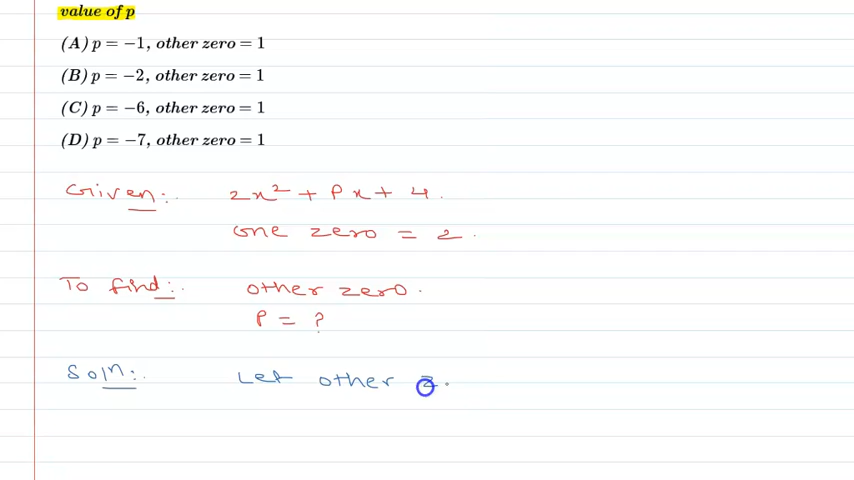 value of p
(A) p = −1, other zero = 1
(B) p = −2, other zero = 1
(C) p = −6, other zero = 1
(D) p = −7, other zero = 1
Given:. 2x² + Px + 4.
one zero = 2.
To find:. other zero.
P = ?
Soln:. Let other